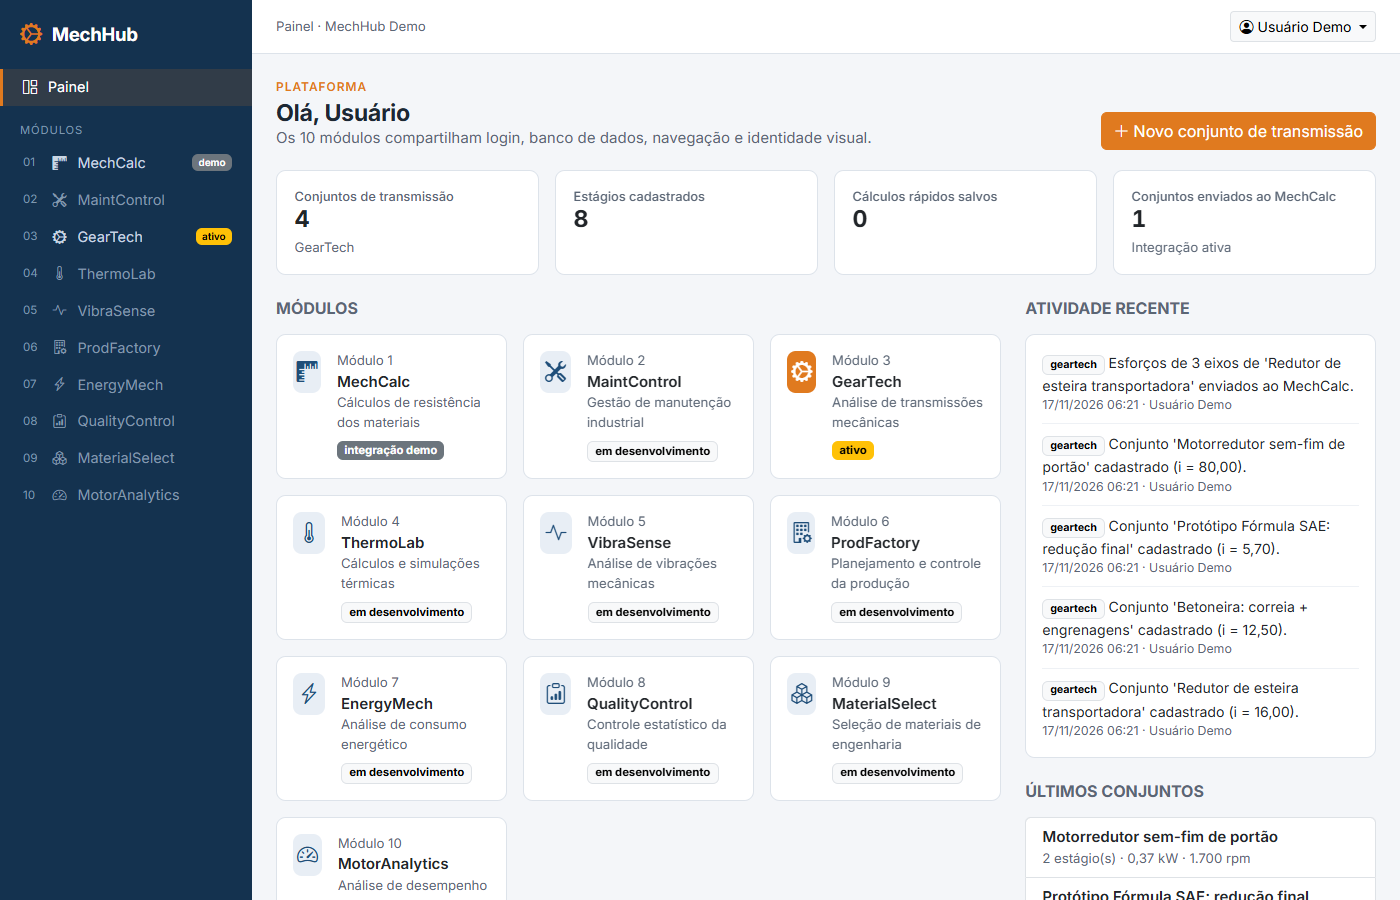 MechHub
Painel
MÓDULOS
01 MechCalc demo
02 MaintControl
03 GearTech ativo
04 ThermoLab
05 VibraSense
06 ProdFactory
07 EnergyMech
08 QualityControl
09 MaterialSelect
10 MotorAnalytics
Painel · MechHub Demo
Usuário Demo
PLATAFORMA
Olá, Usuário
Os 10 módulos compartilham login, banco de dados, navegação e identidade visual.
+ Novo conjunto de transmissão
Conjuntos de transmissão
4
GearTech
Estágios cadastrados
8
Cálculos rápidos salvos
0
Conjuntos enviados ao MechCalc
1
Integração ativa
MÓDULOS
Módulo 1
MechCalc
Cálculos de resistência
dos materiais
integração demo
Módulo 2
MaintControl
Gestão de manutenção
industrial
em desenvolvimento
Módulo 3
GearTech
Análise de transmissões
mecânicas
ativo
Módulo 4
ThermoLab
Cálculos e simulações
térmicas
em desenvolvimento
Módulo 5
VibraSense
Análise de vibrações
mecânicas
em desenvolvimento
Módulo 6
ProdFactory
Planejamento e controle
da produção
em desenvolvimento
Módulo 7
EnergyMech
Análise de consumo
energético
em desenvolvimento
Módulo 8
QualityControl
Controle estatístico da
qualidade
em desenvolvimento
Módulo 9
MaterialSelect
Seleção de materiais de
engenharia
em desenvolvimento
Módulo 10
MotorAnalytics
Análise de desempenho
ATIVIDADE RECENTE
geartech Esforços de 3 eixos de 'Redutor de
esteira transportadora' enviados ao MechCalc.
17/11/2026 06:21 · Usuário Demo
geartech Conjunto 'Motorredutor sem-fim de
portão' cadastrado (i = 80,00).
17/11/2026 06:21 · Usuário Demo
geartech Conjunto 'Protótipo Fórmula SAE:
redução final' cadastrado (i = 5,70).
17/11/2026 06:21 · Usuário Demo
geartech Conjunto 'Betoneira: correia +
engrenagens' cadastrado (i = 12,50).
17/11/2026 06:21 · Usuário Demo
geartech Conjunto 'Redutor de esteira
transportadora' cadastrado (i = 16,00).
17/11/2026 06:21 · Usuário Demo
ÚLTIMOS CONJUNTOS
Motorredutor sem-fim de portão
2 estágio(s) · 0,37 kW · 1.700 rpm
Protótipo Fórmula SAE: redução final